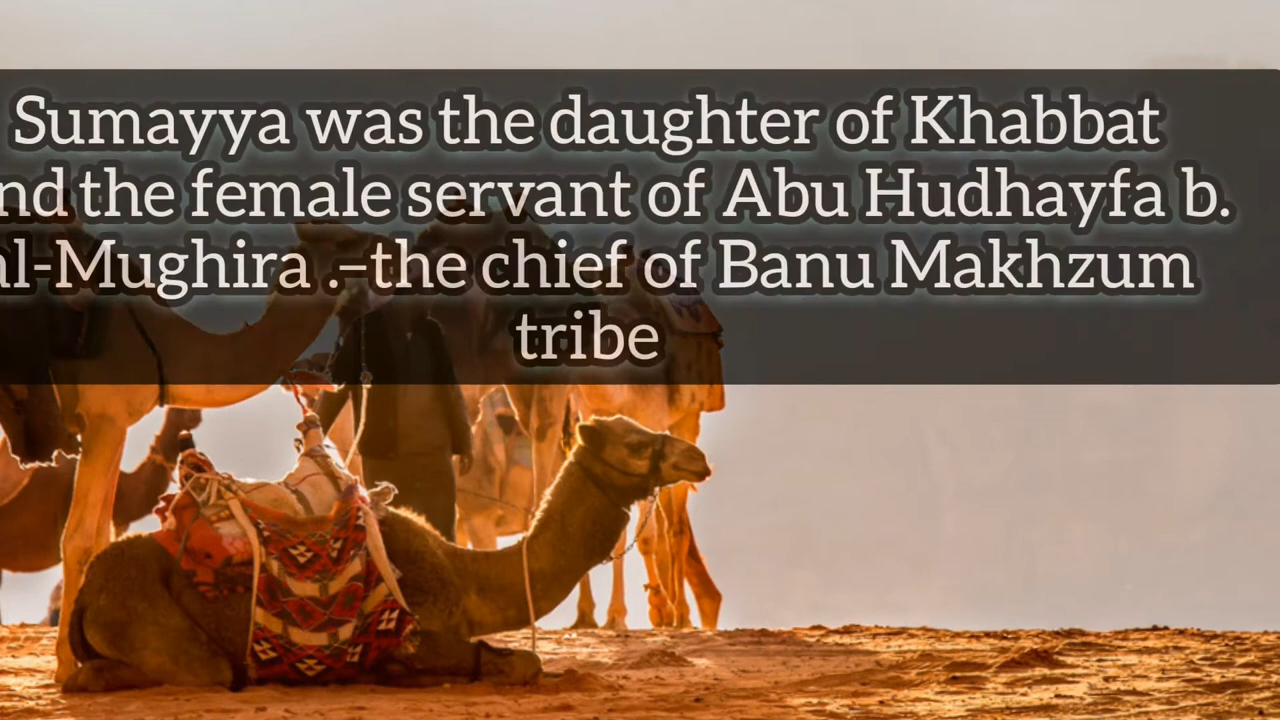 Sumayya was the daughter of Khabbat
nd the female servant of Abu Hudhayfa b.
al-Mughira .–the chief of Banu Makhzum
tribe